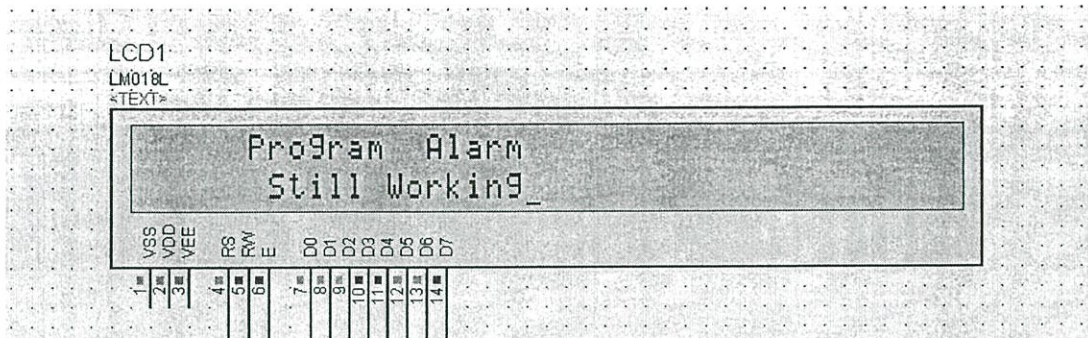 LCD1
LM018L
<TEXT>
Program Alarm
Still Working_
VSS
VDD
VEE
RS
RW
E
D0
D1
D2
D3
D4
D5
D6
D7
1
2
3
4
5
6
7
8
9
10
11
12
13
14